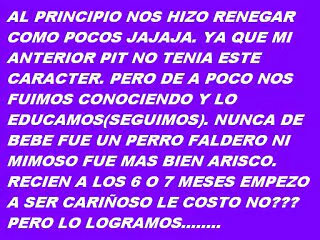 AL PRINCIPIO NOS HIZO RENEGAR
COMO POCOS JAJAJA. YA QUE MI
ANTERIOR PIT NO TENIA ESTE
CARACTER. PERO DE A POCO NOS
FUIMOS CONOCIENDO Y LO
EDUCAMOS(SEGUIMOS). NUNCA DE
BEBE FUE UN PERRO FALDERO NI
MIMOSO FUE MAS BIEN ARISCO.
RECIEN A LOS 6 O 7 MESES EMPEZO
A SER CARIÑOSO LE COSTO NO???
PERO LO LOGRAMOS........